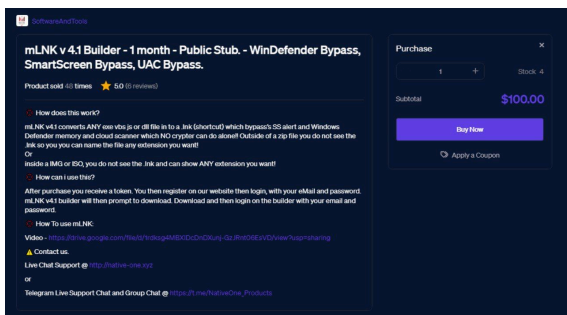 SoftwareAndTools
mLNK v 4.1 Builder - 1 month - Public Stub. - WinDefender Bypass,
SmartScreen Bypass, UAC Bypass.
Product sold 48 times 5.0 (6 reviews)
How does this work?
mLNK v4.1 converts ANY exe vbs js or dll file in to a .lnk (shortcut) which bypass's SS alert and Windows
Defender memory and cloud scanner which NO crypter can do alone!! Outside of a zip file you do not see the
.lnk so you you can name the file any extension you want!
Or
inside a IMG or ISO, you do not see the .lnk and can show ANY extension you want!
How can i use this?
After purchase you receive a token. You then register on our website then login, with your eMail and password.
mLNK v4.1 builder will then prompt to download. Download and then login on the builder with your email and
password.
How To use mLNK:
Video -
Contact us.
Live Chat Support @ http://native-one.xyz
or
Telegram Live Support Chat and Group Chat @ https://t.me/NativeOne_Products
Purchase ×
1 + Stock 4
Subtotal $100.00
Buy Now
Apply a Coupon